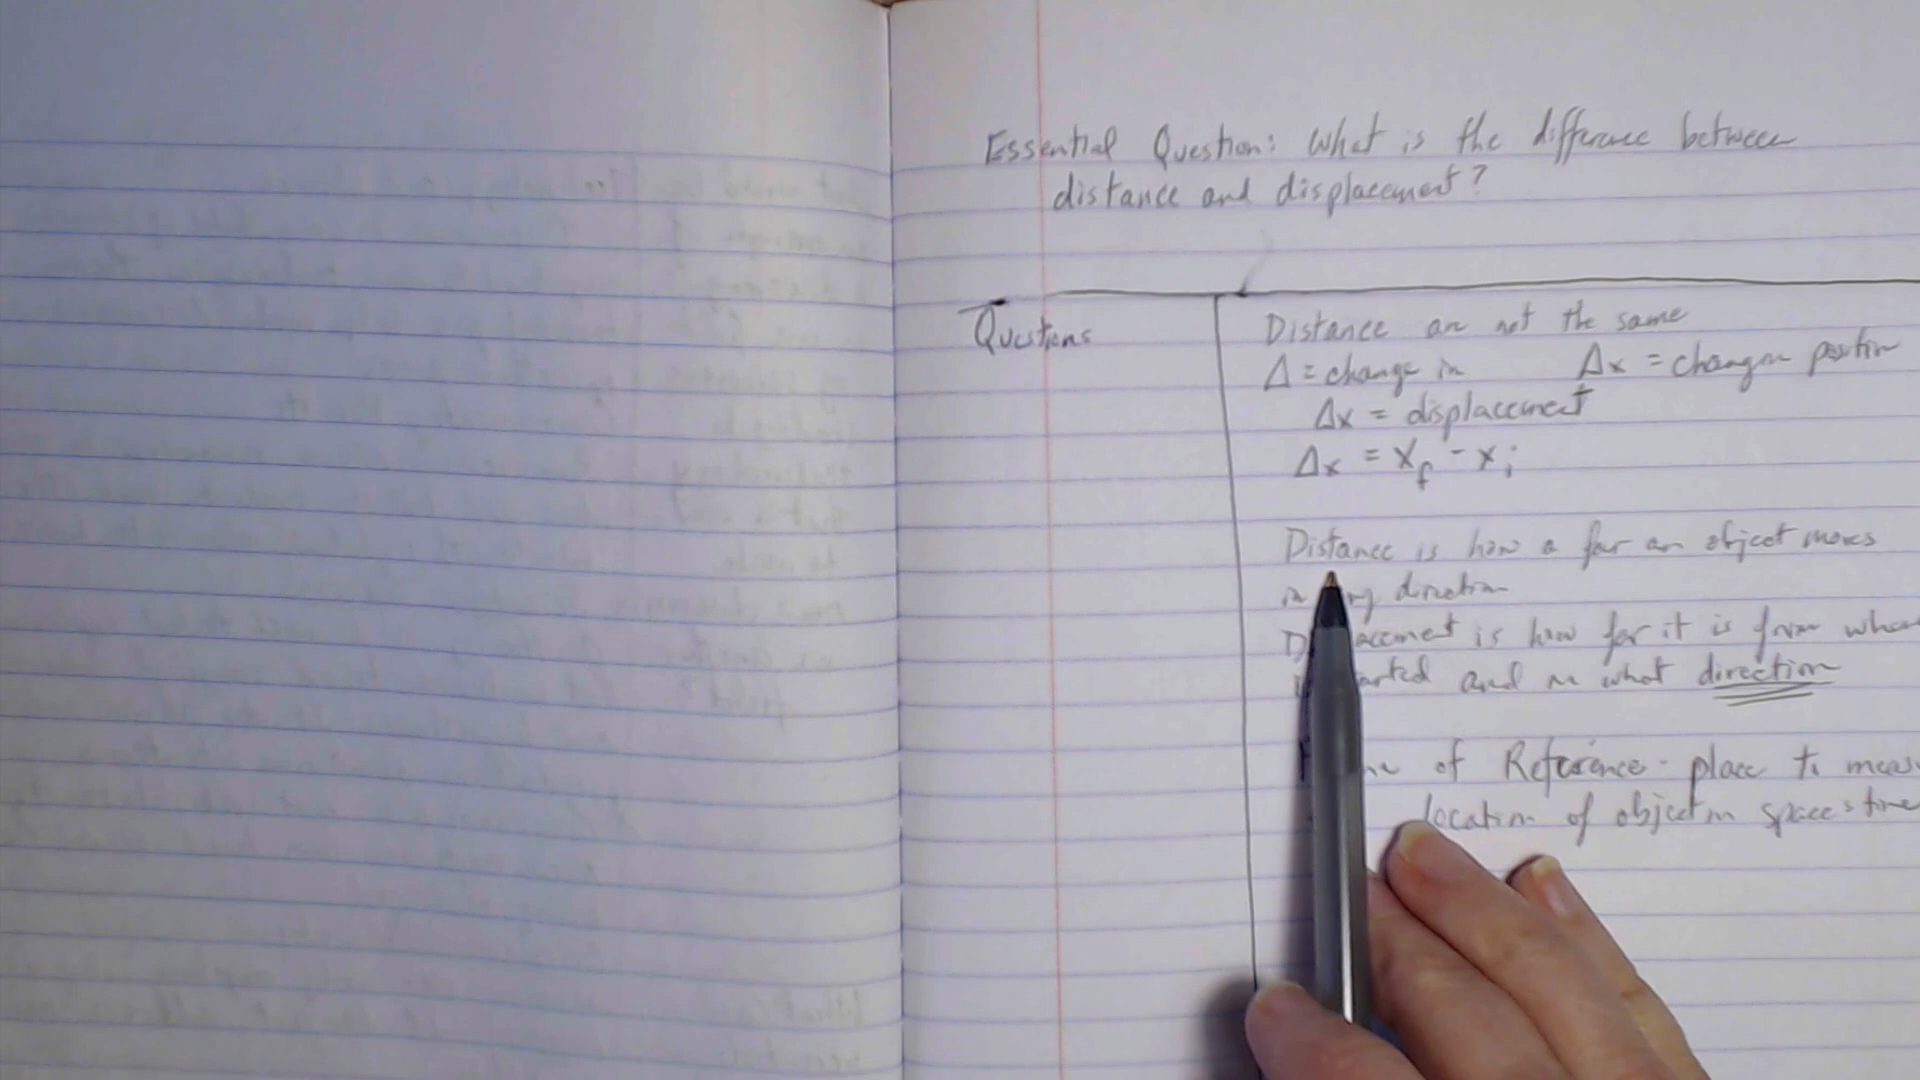 Essential Question: What is the difference between
distance and displacement?
Questions
Distance are not the same
Δ = change in Δx = change in position
Δx = displacement
Δx = xf - xi
Distance is how a far an object moves
in direction
is how far it is from where
and in what direction
of Reference - place to
location of object in space + time